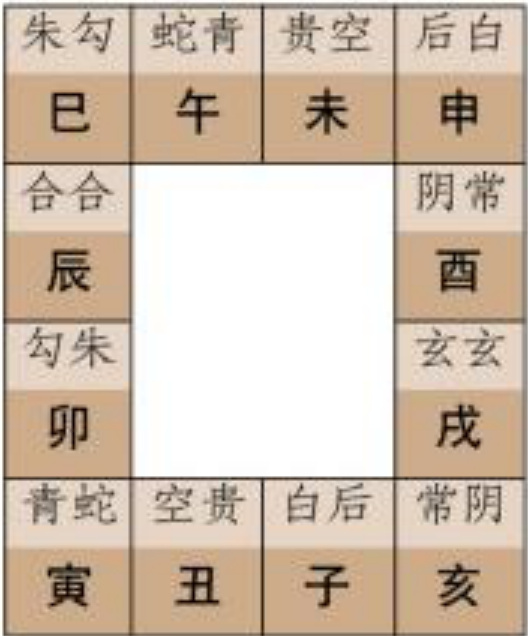 朱勾 蛇青 贵空 后白
巳 午 未 申
合合 阴常
辰 酉
勾朱 玄玄
卯 戌
青蛇 空贵 白后 常阴
寅 丑 子 亥